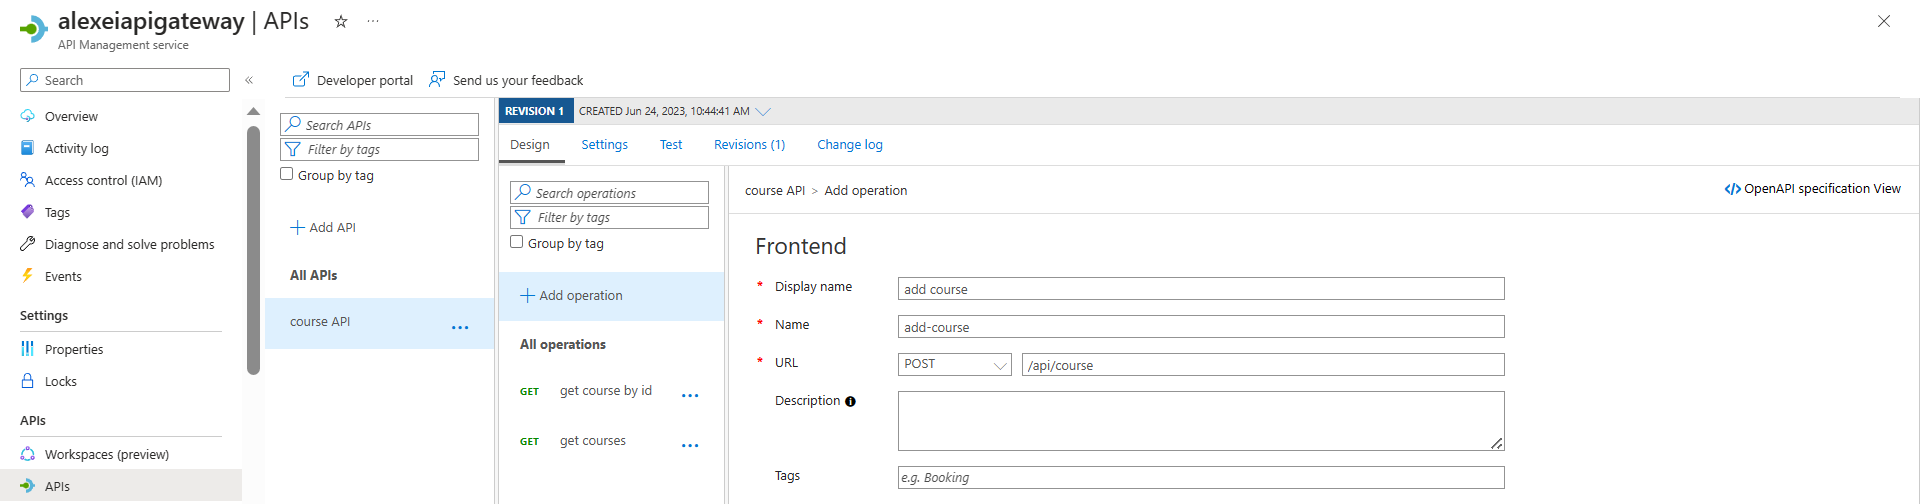 alexeiapigateway | APIs
API Management service
Search
Overview
Activity log
Access control (IAM)
Tags
Diagnose and solve problems
Events
Settings
Properties
Locks
APIs
Workspaces (preview)
APIs
Developer portal
Send us your feedback
Search APIs
Filter by tags
Group by tag
Add API
All APIs
course API
REVISION 1 CREATED Jun 24, 2023, 10:44:41 AM
Design Settings Test Revisions (1) Change log
Search operations
Filter by tags
Group by tag
Add operation
All operations
GET get course by id
GET get courses
course API > Add operation
OpenAPI specification View
Frontend
* Display name add course
* Name add-course
* URL POST /api/course
Description
Tags e.g. Booking